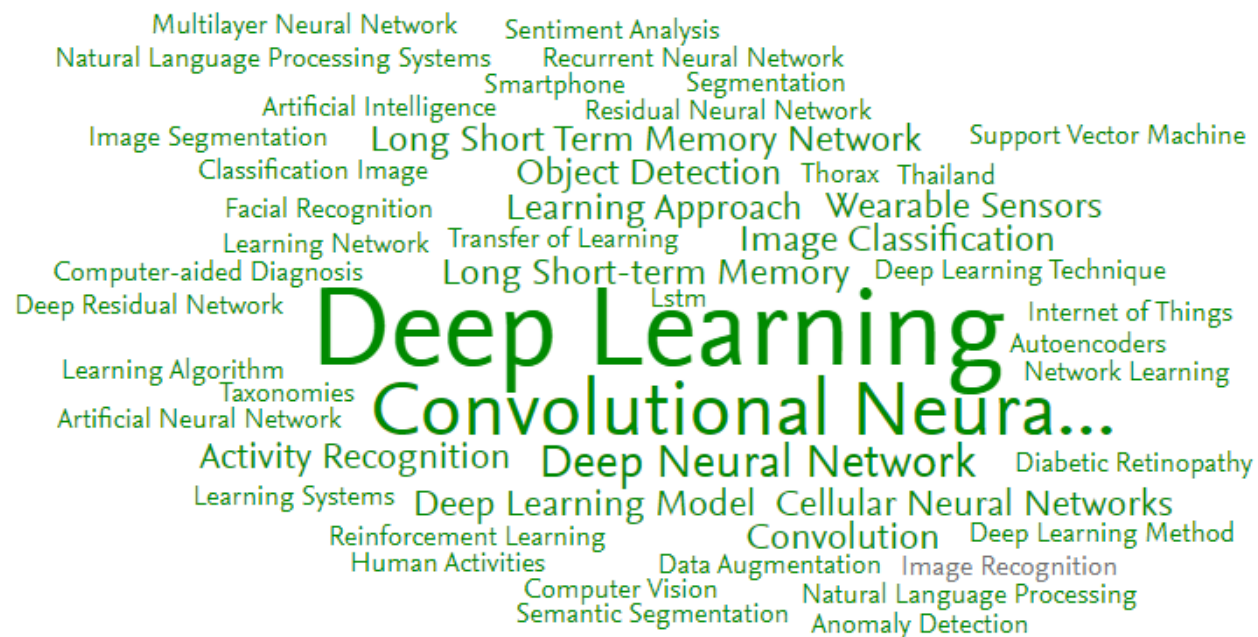 Multilayer Neural Network Sentiment Analysis
Natural Language Processing Systems Recurrent Neural Network
Smartphone Segmentation
Artificial Intelligence Residual Neural Network
Image Segmentation Long Short Term Memory Network Support Vector Machine
Classification Image Object Detection Thorax Thailand
Facial Recognition Learning Approach Wearable Sensors
Learning Network Transfer of Learning Image Classification
Computer-aided Diagnosis Long Short-term Memory Deep Learning Technique
Deep Residual Network Lstm Internet of Things
Deep Learning
Autoencoders
Learning Algorithm Network Learning
Taxonomies
Artificial Neural Network Convolutional Neura...
Activity Recognition Deep Neural Network Diabetic Retinopathy
Learning Systems Deep Learning Model Cellular Neural Networks
Reinforcement Learning Convolution Deep Learning Method
Human Activities Data Augmentation Image Recognition
Computer Vision Natural Language Processing
Semantic Segmentation Anomaly Detection